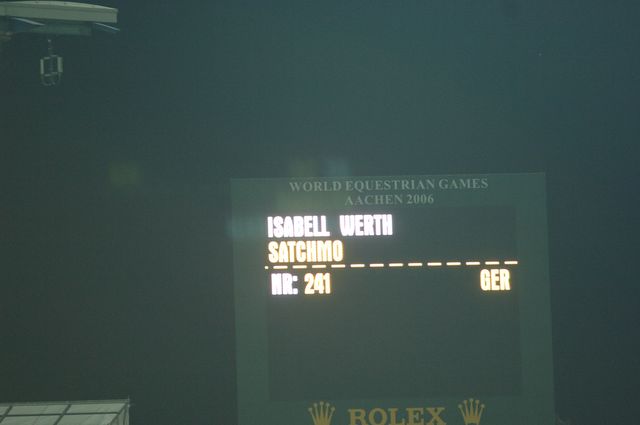 WORLD EQUESTRIAN GAMES
AACHEN 2006
ISABELL WERTH
SATCHMO
NR: 241 GER
ROLEX